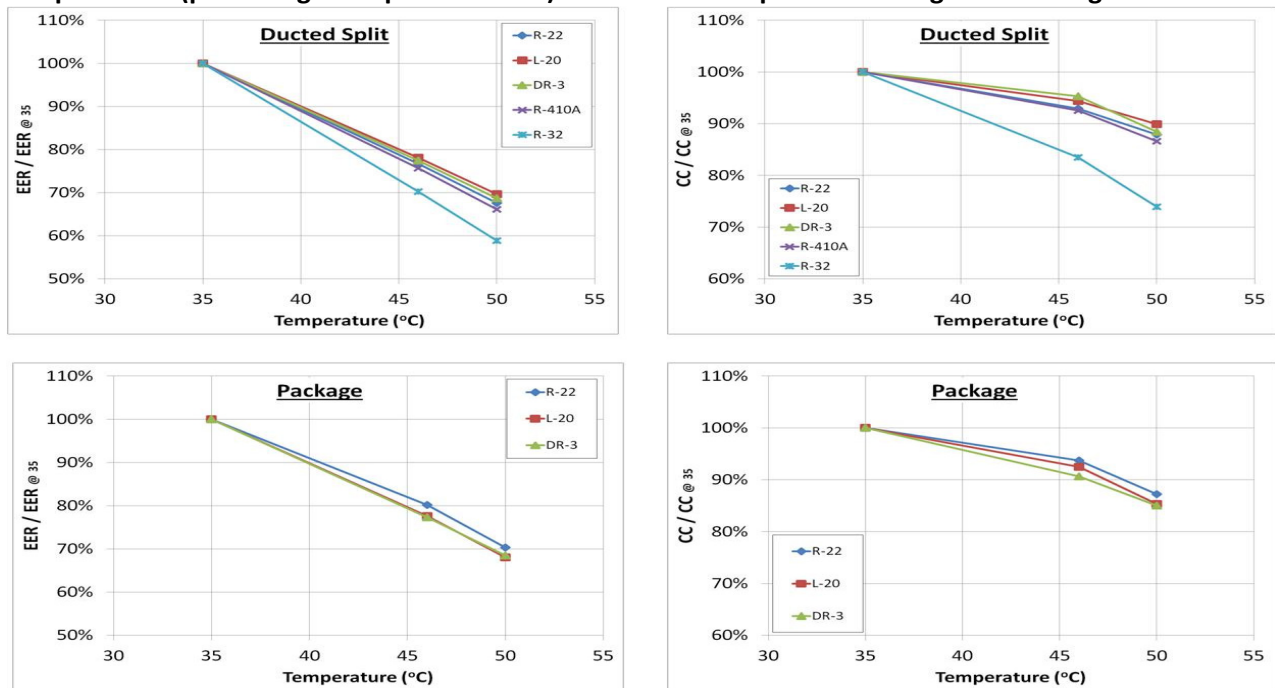 Ducted Split
110%
100%
90%
80%
70%
60%
50%
EER / EER @ 35
R-22
L-20
DR-3
R-410A
R-32
30 35 40 45 50 55
Temperature (°C)
Ducted Split
110%
100%
90%
80%
70%
60%
CC / CC @ 35
R-22
L-20
DR-3
R-410A
R-32
30 35 40 45 50 55
Temperature (°C)
Package
110%
100%
90%
80%
70%
60%
50%
EER / EER @ 35
R-22
L-20
DR-3
30 35 40 45 50 55
Temperature (°C)
Package
110%
100%
90%
80%
70%
60%
CC / CC @ 35
R-22
L-20
DR-3
30 35 40 45 50 55
Temperature (°C)